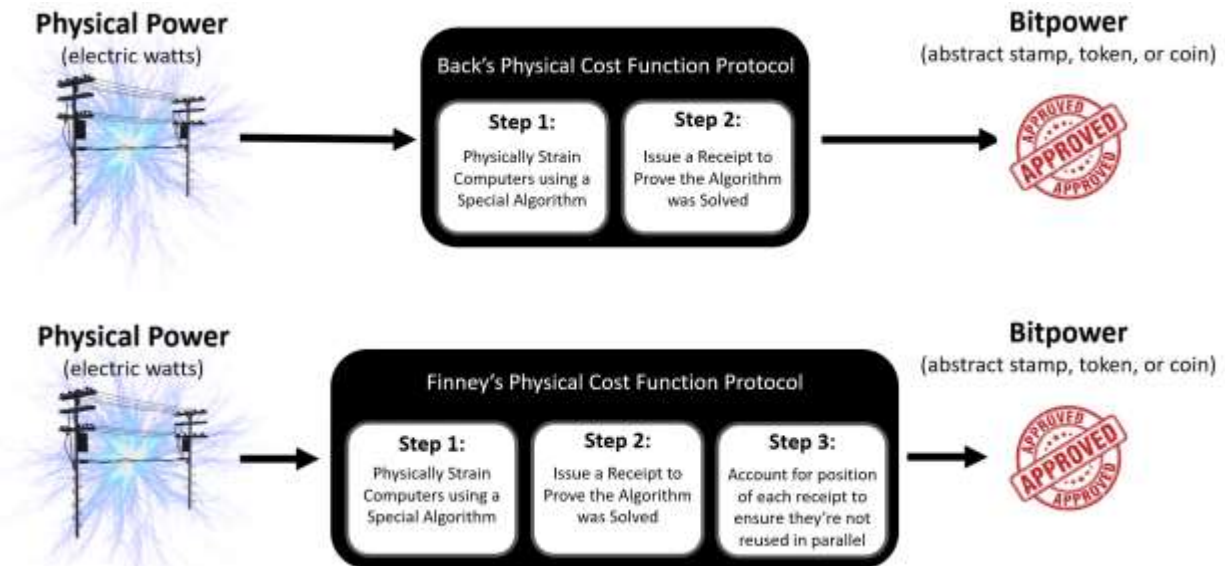 Physical Power
(electric watts)
Back's Physical Cost Function Protocol
Step 1:
Physically Strain
Computers using a
Special Algorithm
Step 2:
Issue a Receipt to
Prove the Algorithm
was Solved
Bitpower
(abstract stamp, token, or coin)
APPROVED
APPROVED
APPROVED
Physical Power
(electric watts)
Finney's Physical Cost Function Protocol
Step 1:
Physically Strain
Computers using a
Special Algorithm
Step 2:
Issue a Receipt to
Prove the Algorithm
was Solved
Step 3:
Account for position
of each receipt to
ensure they're not
reused in parallel
Bitpower
(abstract stamp, token, or coin)
APPROVED
APPROVED
APPROVED